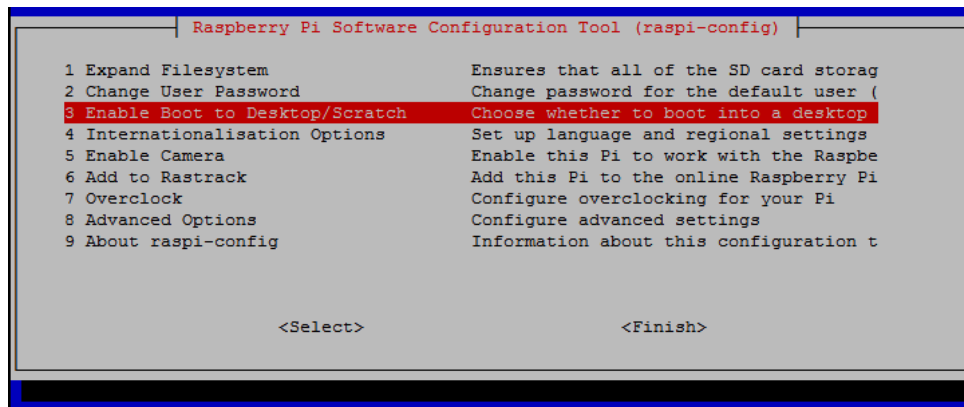 Raspberry Pi Software Configuration Tool (raspi-config)
1 Expand Filesystem Ensures that all of the SD card storag
2 Change User Password Change password for the default user (
3 Enable Boot to Desktop/Scratch Choose whether to boot into a desktop
4 Internationalisation Options Set up language and regional settings
5 Enable Camera Enable this Pi to work with the Raspbe
6 Add to Rastrack Add this Pi to the online Raspberry Pi
7 Overclock Configure overclocking for your Pi
8 Advanced Options Configure advanced settings
9 About raspi-config Information about this configuration t
<Select> <Finish>